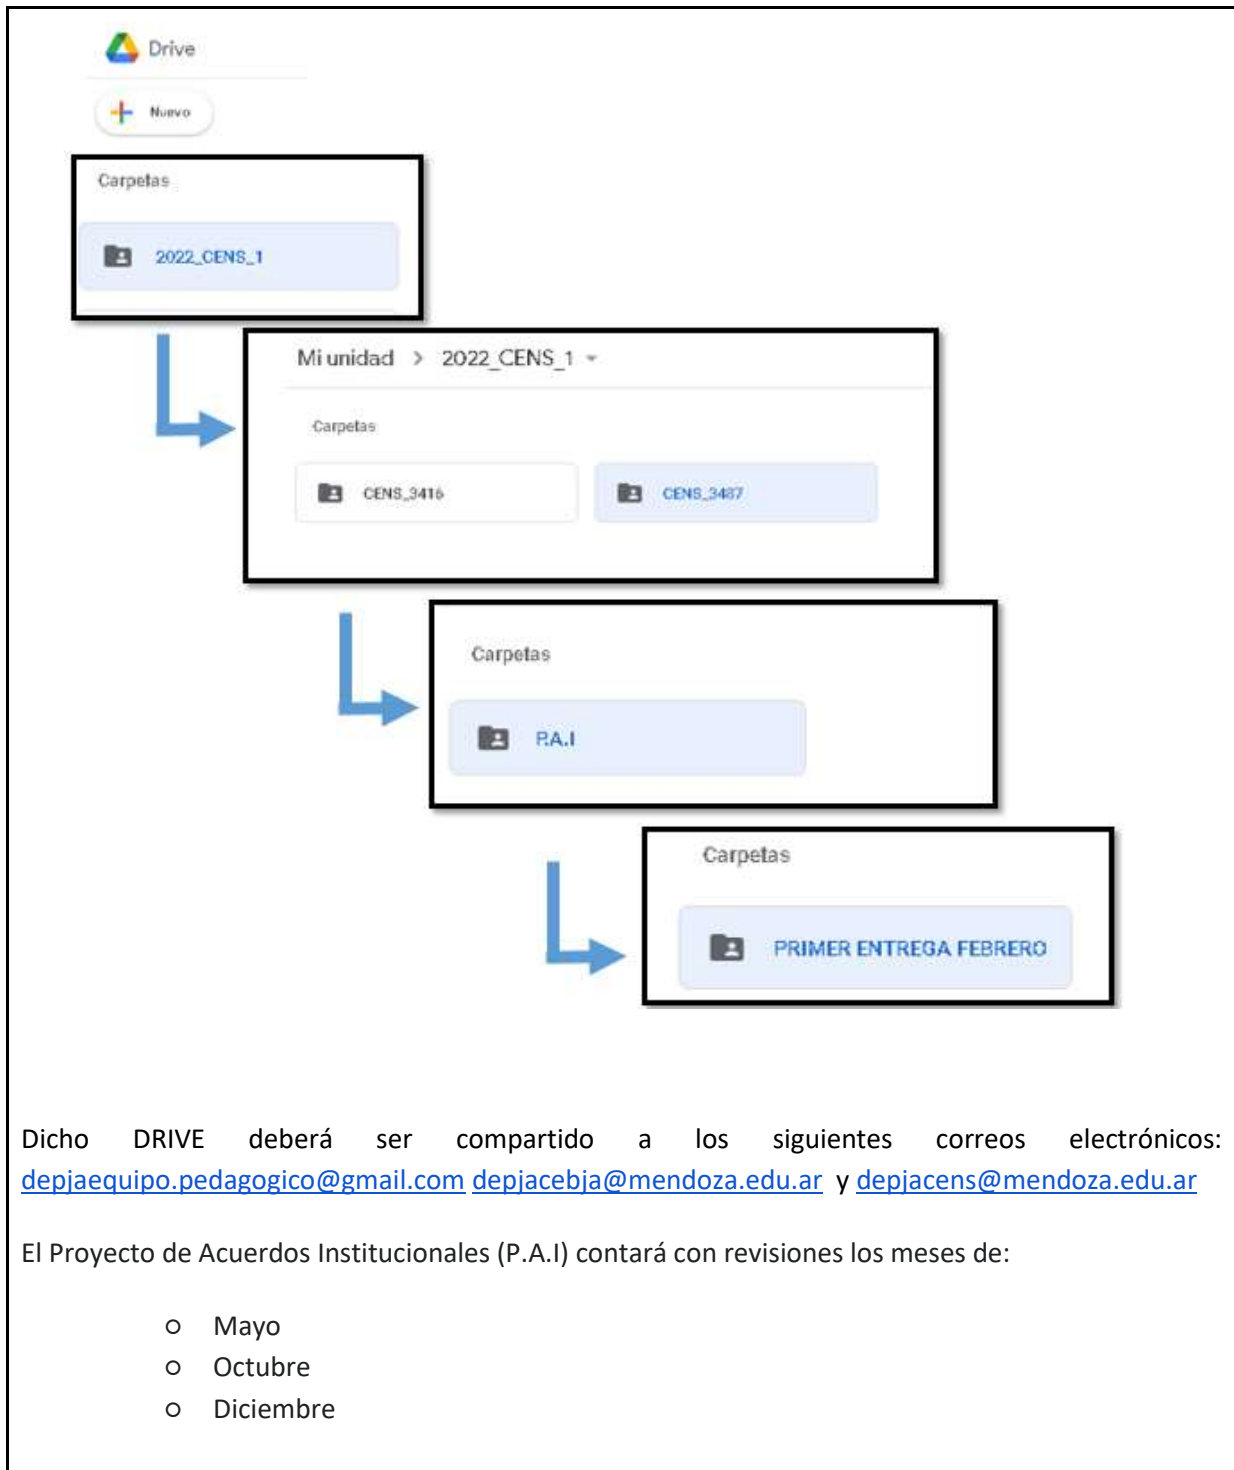 Drive
Nuevo
Carpetas
2022_CENS_1
Mi unidad > 2022_CENS_1
Carpetas
CENS_3416 CENS_3487
Carpetas
P.A.I
Carpetas
PRIMER ENTREGA FEBRERO
Dicho DRIVE deberá ser compartido a los siguientes correos electrónicos:
depjaequipo.pedagogico@gmail.com depjacebja@mendoza.edu.ar y depjacens@mendoza.edu.ar
El Proyecto de Acuerdos Institucionales (P.A.I) contará con revisiones los meses de:
○ Mayo
○ Octubre
○ Diciembre